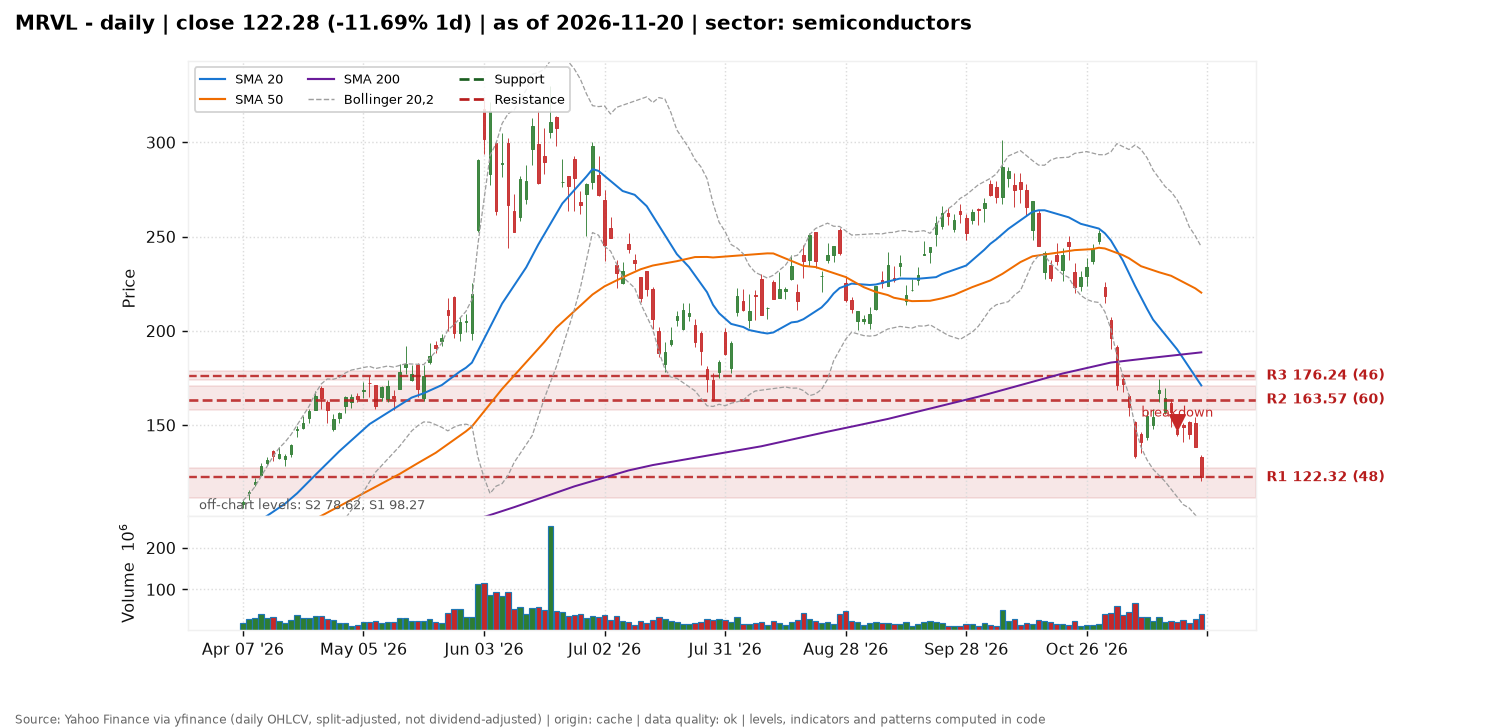 MRVL - daily | close 122.28 (-11.69% 1d) | as of 2026-11-20 | sector: semiconductors
SMA 20
SMA 50
SMA 200
Bollinger 20,2
Support
Resistance
Price
300
250
200
150
R3 176.24 (46)
R2 163.57 (60)
breakdown
R1 122.32 (48)
off-chart levels: S2 78.62, S1 98.27
Volume 10⁶
200
100
Apr 07 '26
May 05 '26
Jun 03 '26
Jul 02 '26
Jul 31 '26
Aug 28 '26
Sep 28 '26
Oct 26 '26
Source: Yahoo Finance via yfinance (daily OHLCV, split-adjusted, not dividend-adjusted) | origin: cache | data quality: ok | levels, indicators and patterns computed in code